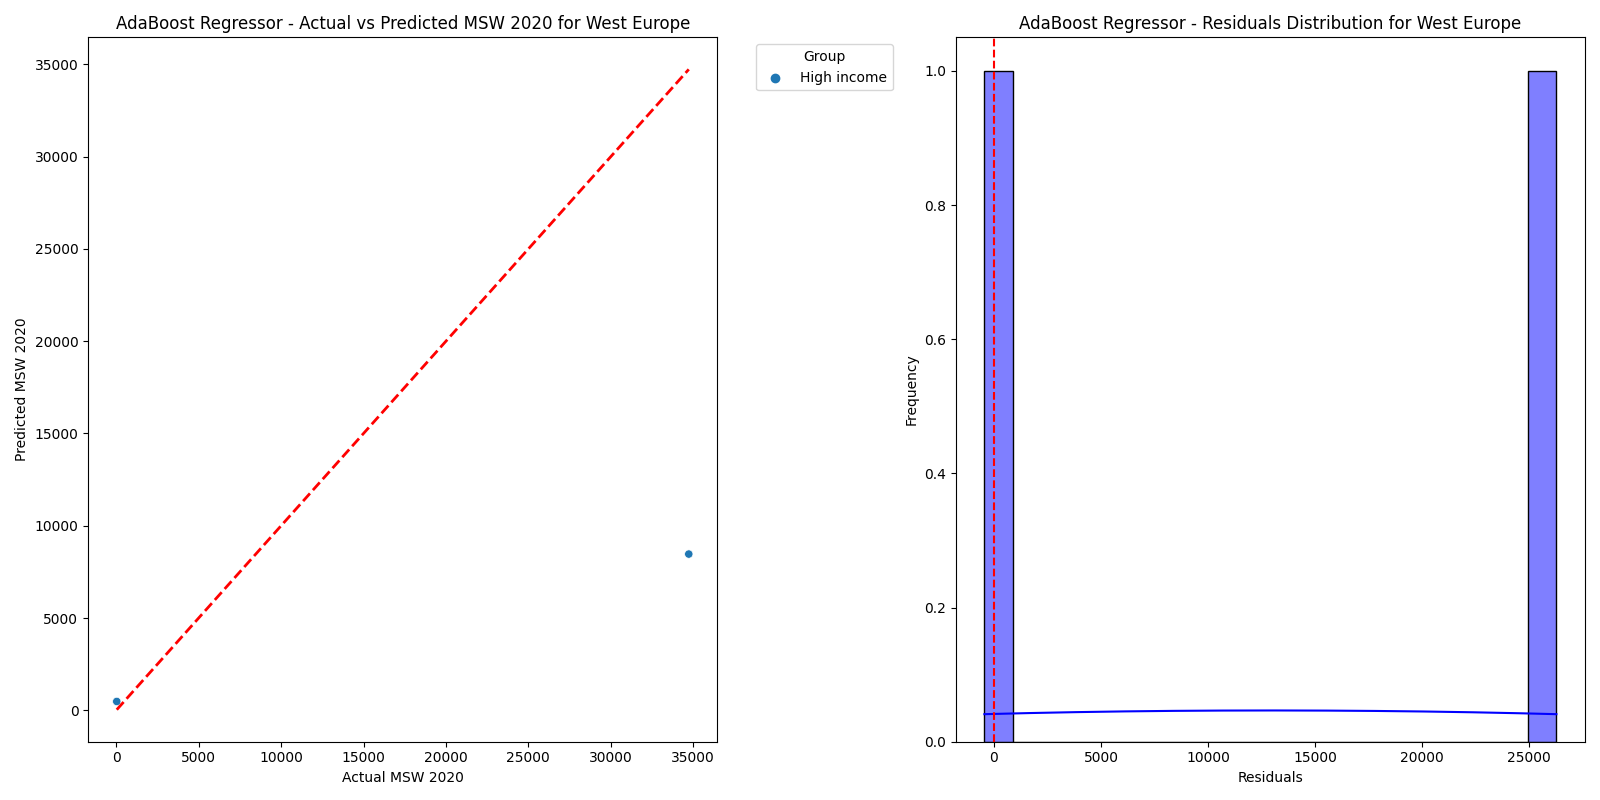 AdaBoost Regressor - Actual vs Predicted MSW 2020 for West Europe
35000
30000
25000
20000
15000
10000
5000
0
Predicted MSW 2020
0 5000 10000 15000 20000 25000 30000 35000
Actual MSW 2020
Group
High income
AdaBoost Regressor - Residuals Distribution for West Europe
1.0
0.8
0.6
0.4
0.2
0.0
Frequency
0 5000 10000 15000 20000 25000
Residuals